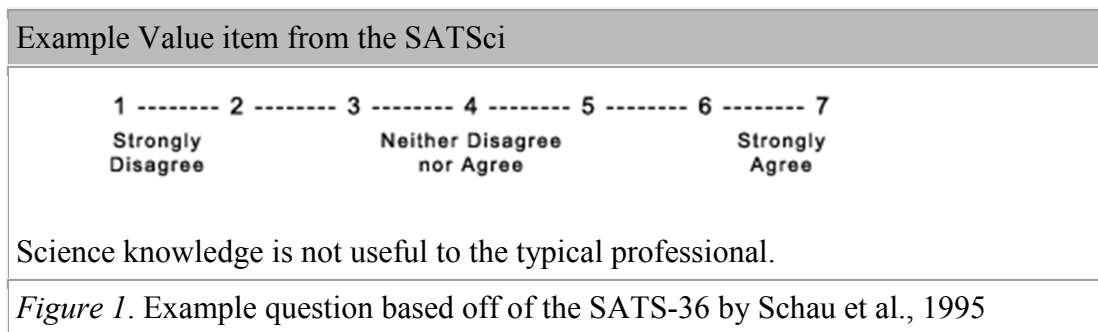 Example Value item from the SATSci
1 -------- 2 -------- 3 -------- 4 -------- 5 -------- 6 -------- 7
Strongly Neither Disagree Strongly
Disagree nor Agree Agree
Science knowledge is not useful to the typical professional.
Figure 1. Example question based off of the SATS-36 by Schau et al., 1995